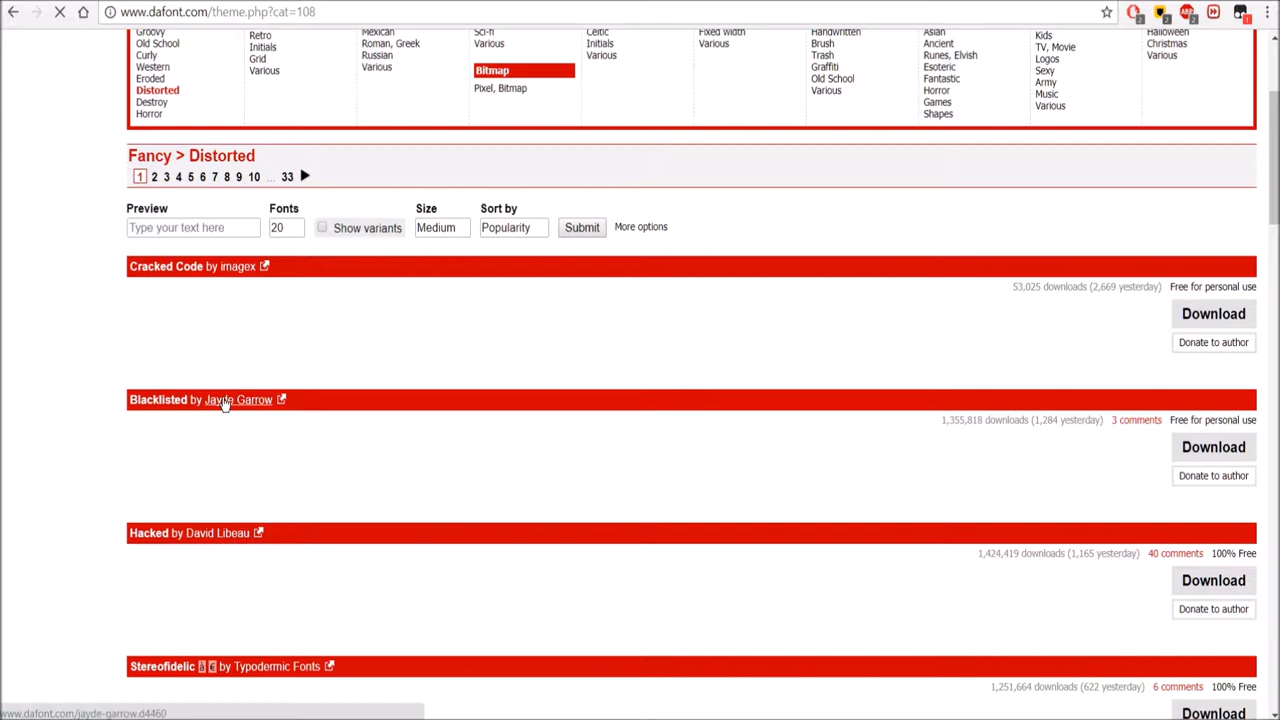 www.dafont.com/theme.php?cat=108
Groovy
Old School
Curly
Western
Eroded
Distorted
Destroy
Horror
Retro
Initials
Grid
Various
Mexican
Roman, Greek
Russian
Various
Sci-fi
Various
Bitmap
Pixel, Bitmap
Celtic
Initials
Various
Fixed width
Various
Handwritten
Brush
Trash
Graffiti
Old School
Various
Asian
Ancient
Runes, Elvish
Esoteric
Fantastic
Horror
Games
Shapes
Kids
TV, Movie
Logos
Sexy
Army
Music
Various
Halloween
Christmas
Various
Fancy > Distorted
1 2 3 4 5 6 7 8 9 10 ... 33
Preview Fonts Size Sort by
Type your text here 20 Show variants Medium Popularity Submit More options
Cracked Code by imagex
53,025 downloads (2,669 yesterday) Free for personal use
Download
Donate to author
Blacklisted by Jayde Garrow
1,355,818 downloads (1,284 yesterday) 3 comments Free for personal use
Download
Donate to author
Hacked by David Libeau
1,424,419 downloads (1,165 yesterday) 40 comments 100% Free
Download
Donate to author
Stereofidelic à € by Typodermic Fonts
1,251,664 downloads (622 yesterday) 6 comments 100% Free
Download
www.dafont.com/jayde-garrow.d4460